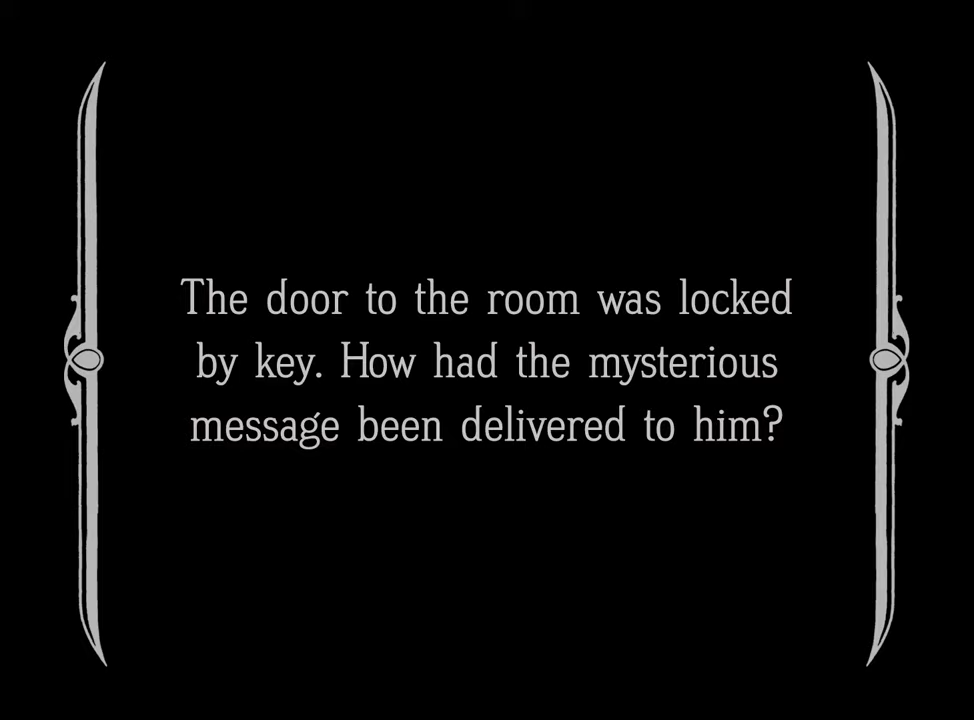 The door to the room was locked
by key. How had the mysterious
message been delivered to him?